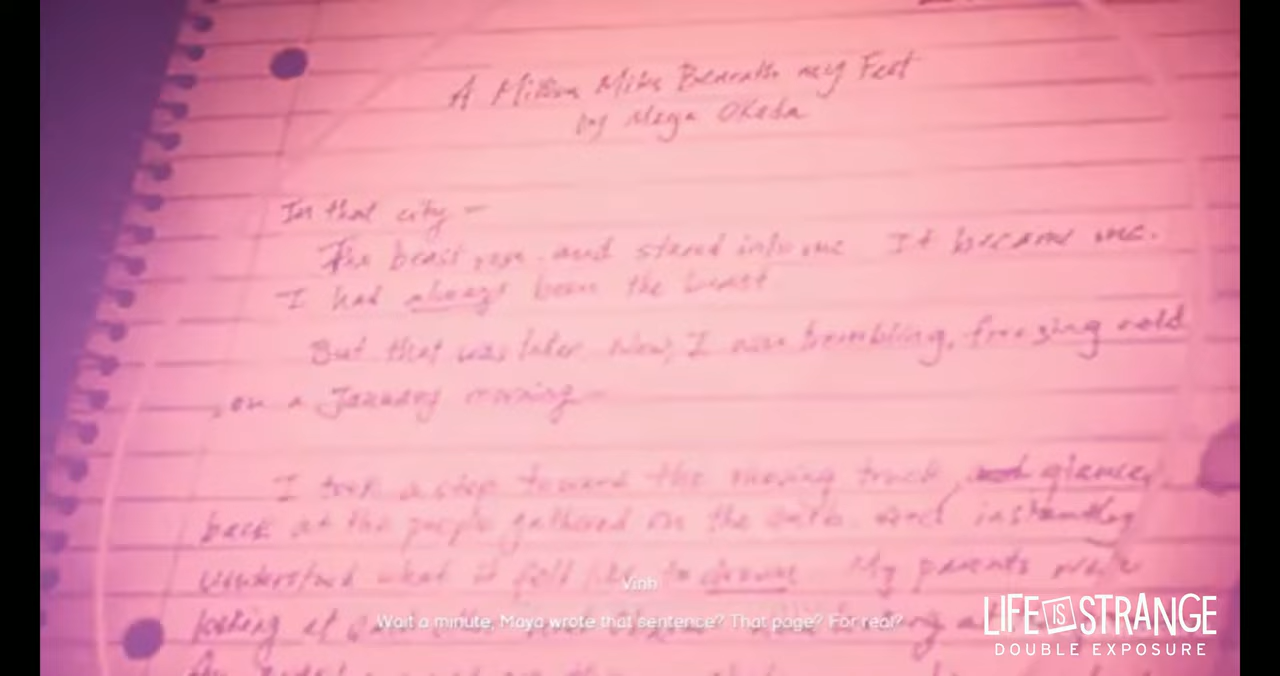 A Million Miles Beneath my Feet
by Maya Okada
In that city –
The beast rose and stared into me. It became me.
I had always been the beast
But that was later. Now, I was trembling, freezing cold
, on a January morning –
I took a step toward the moving truck, and glanced
back at the people gathered on the and instantly
understood what it felt like to drown. My parents were
looking at
Vinh
Wait a minute, Maya wrote that sentence? That page? For real?
LIFE IS STRANGE
DOUBLE EXPOSURE